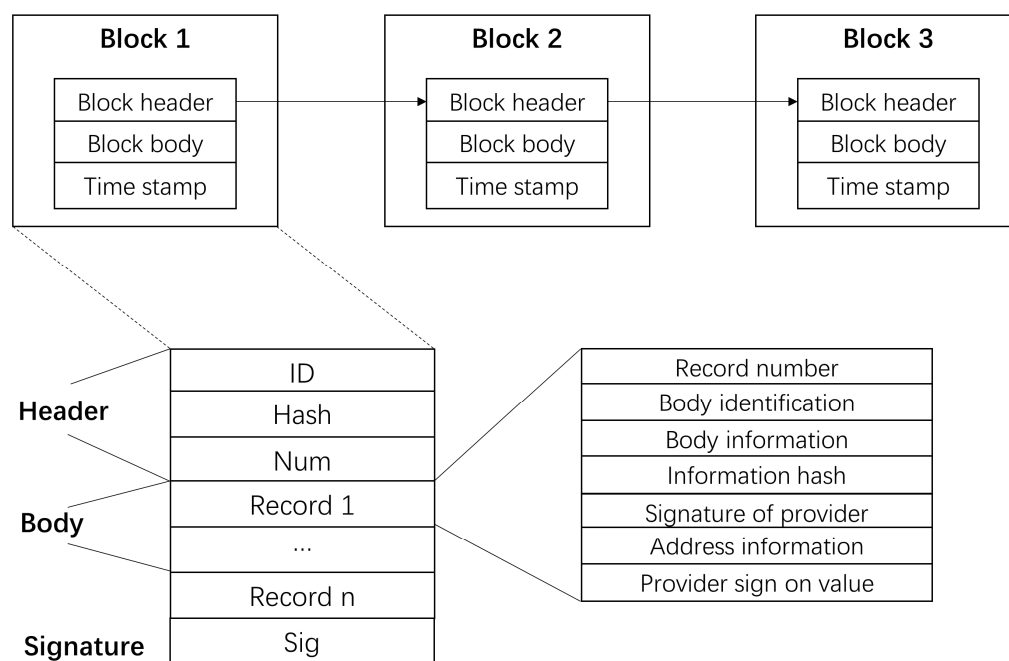 Block 1
Block header
Block body
Time stamp
Block 2
Block header
Block body
Time stamp
Block 3
Block header
Block body
Time stamp
Header
Body
Signature
ID
Hash
Num
Record 1
...
Record n
Sig
Record number
Body identification
Body information
Information hash
Signature of provider
Address information
Provider sign on value